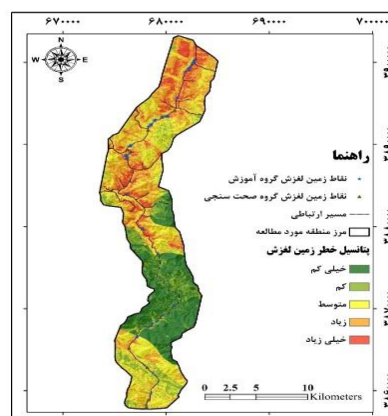 ۶۷۰۰۰۰ ۶۸۰۰۰۰ ۶۹۰۰۰۰ ۷۰۰۰۰۰
N
W E
S
راهنما
نقاط زمین لغزش گروه آموزش
نقاط زمین لغزش گروه صحت سنجی
مسیر ارتباطی
مرز منطقه مورد مطالعه
پتانسیل خطر زمین لغزش
خیلی کم
کم
متوسط
زیاد
خیلی زیاد
0 2.5 5 10
Kilometers